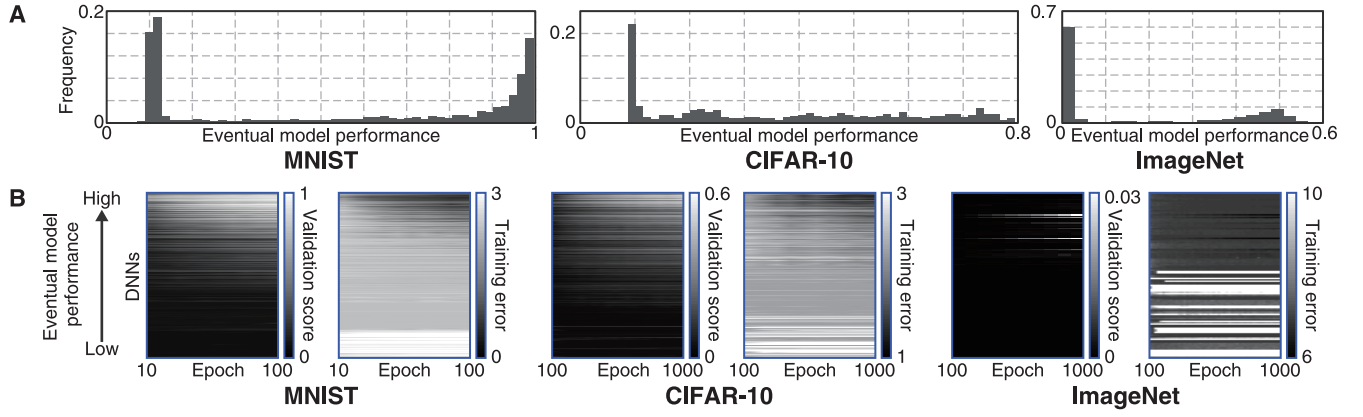 A
Frequency
0.2
0
0
Eventual model performance
1
MNIST
0.2
0
0
Eventual model performance
0.8
CIFAR-10
0.7
0
0
Eventual model performance
0.6
ImageNet
B
Eventual model
performance
High
Low
DNNs
10
Epoch
100
1
0
Validation score
10
Epoch
100
3
0
Training error
MNIST
100
Epoch
1000
0.6
0
Validation score
100
Epoch
1000
3
1
Training error
CIFAR-10
100
Epoch
1000
0.03
0
Validation score
100
Epoch
1000
10
6
Training error
ImageNet